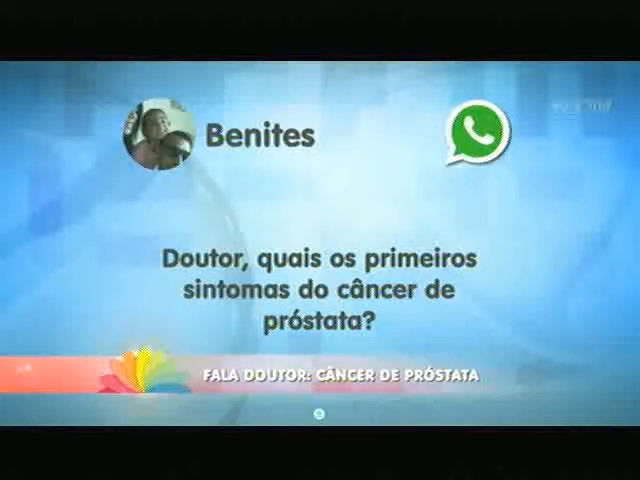 Benites
Doutor, quais os primeiros
sintomas do câncer de
próstata?
FALA DOUTOR: CÂNCER DE PRÓSTATA